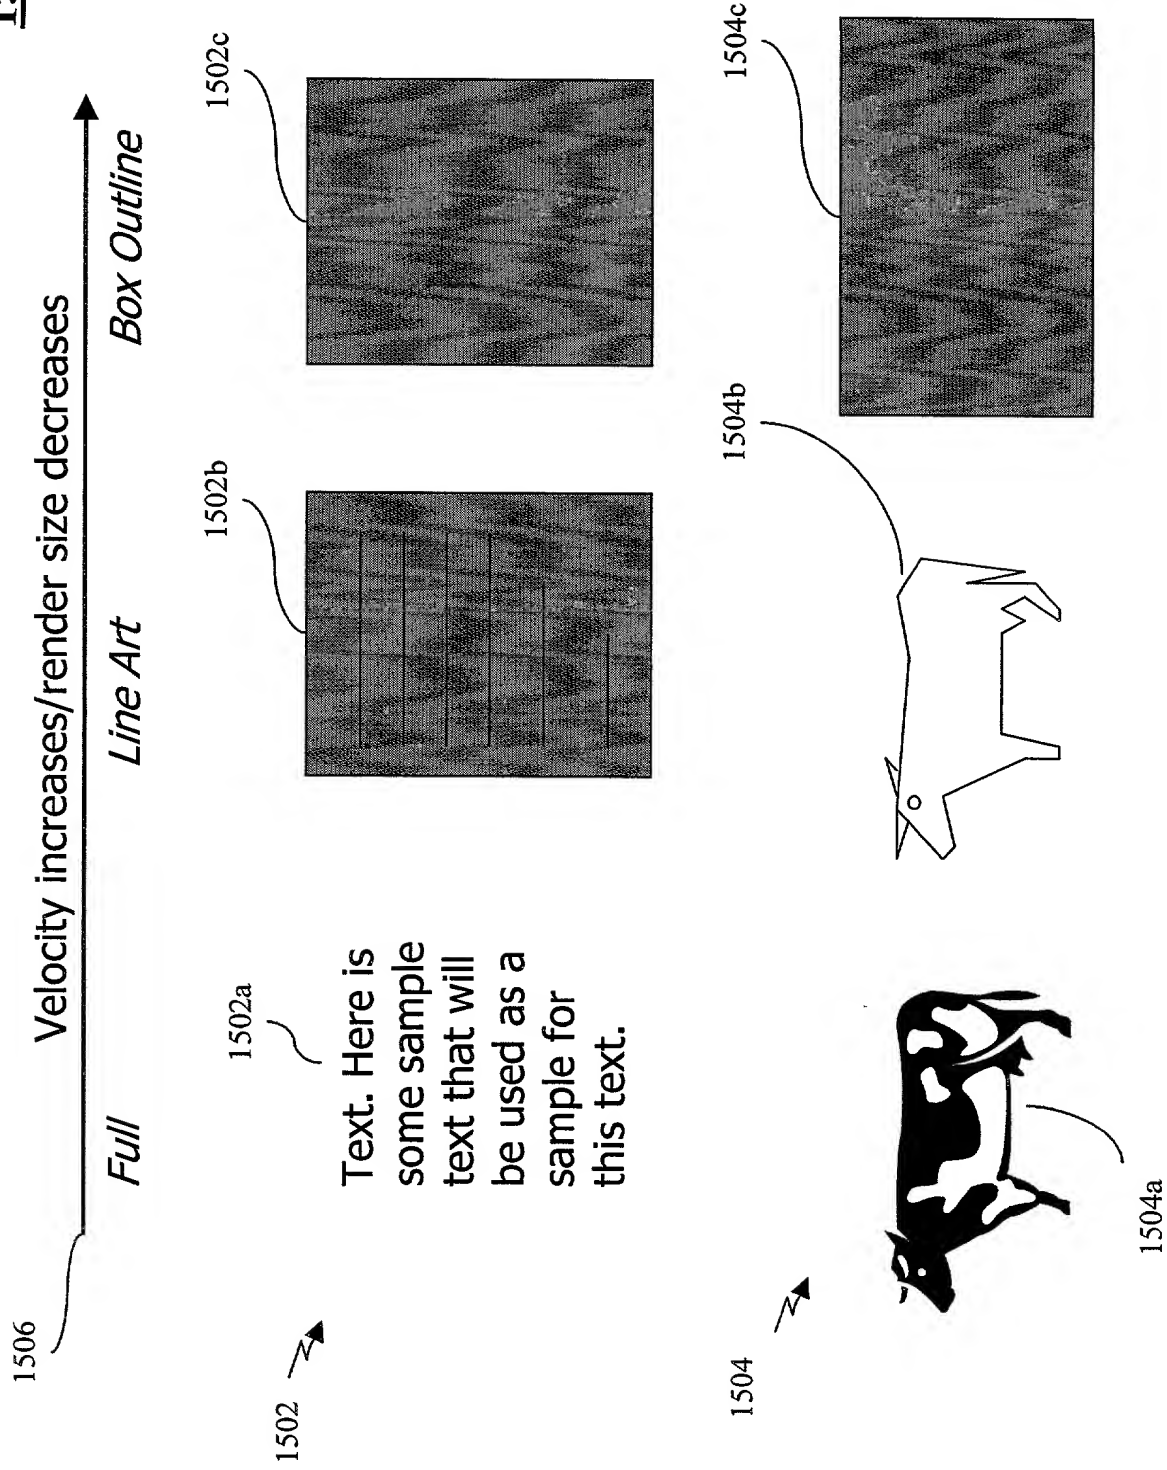 Velocity increases/render size decreases
1506
Full
Line Art
Box Outline
1502
1502a
1502b
1502c
Text. Here is
some sample
text that will
be used as a
sample for
this text.
1504
1504a
1504b
1504c